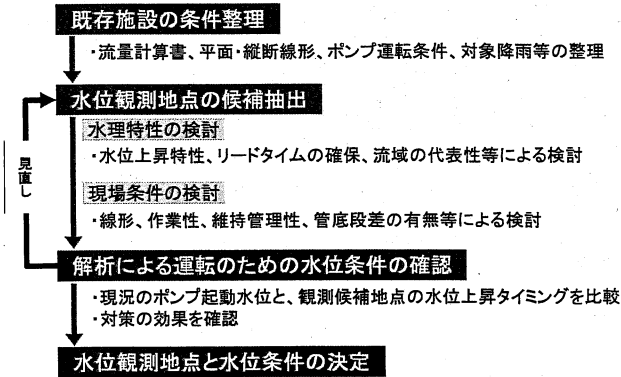 既存施設の条件整理
・流量計算書、平面・縦断線形、ポンプ運転条件、対象降雨等の整理
水位観測地点の候補抽出
水理特性の検討
・水位上昇特性、リードタイムの確保、流域の代表性等による検討
見直し
現場条件の検討
・線形、作業性、維持管理性、管底段差の有無等による検討
解析による運転のための水位条件の確認
・現況のポンプ起動水位と、観測候補地点の水位上昇タイミングを比較
・対策の効果を確認
水位観測地点と水位条件の決定